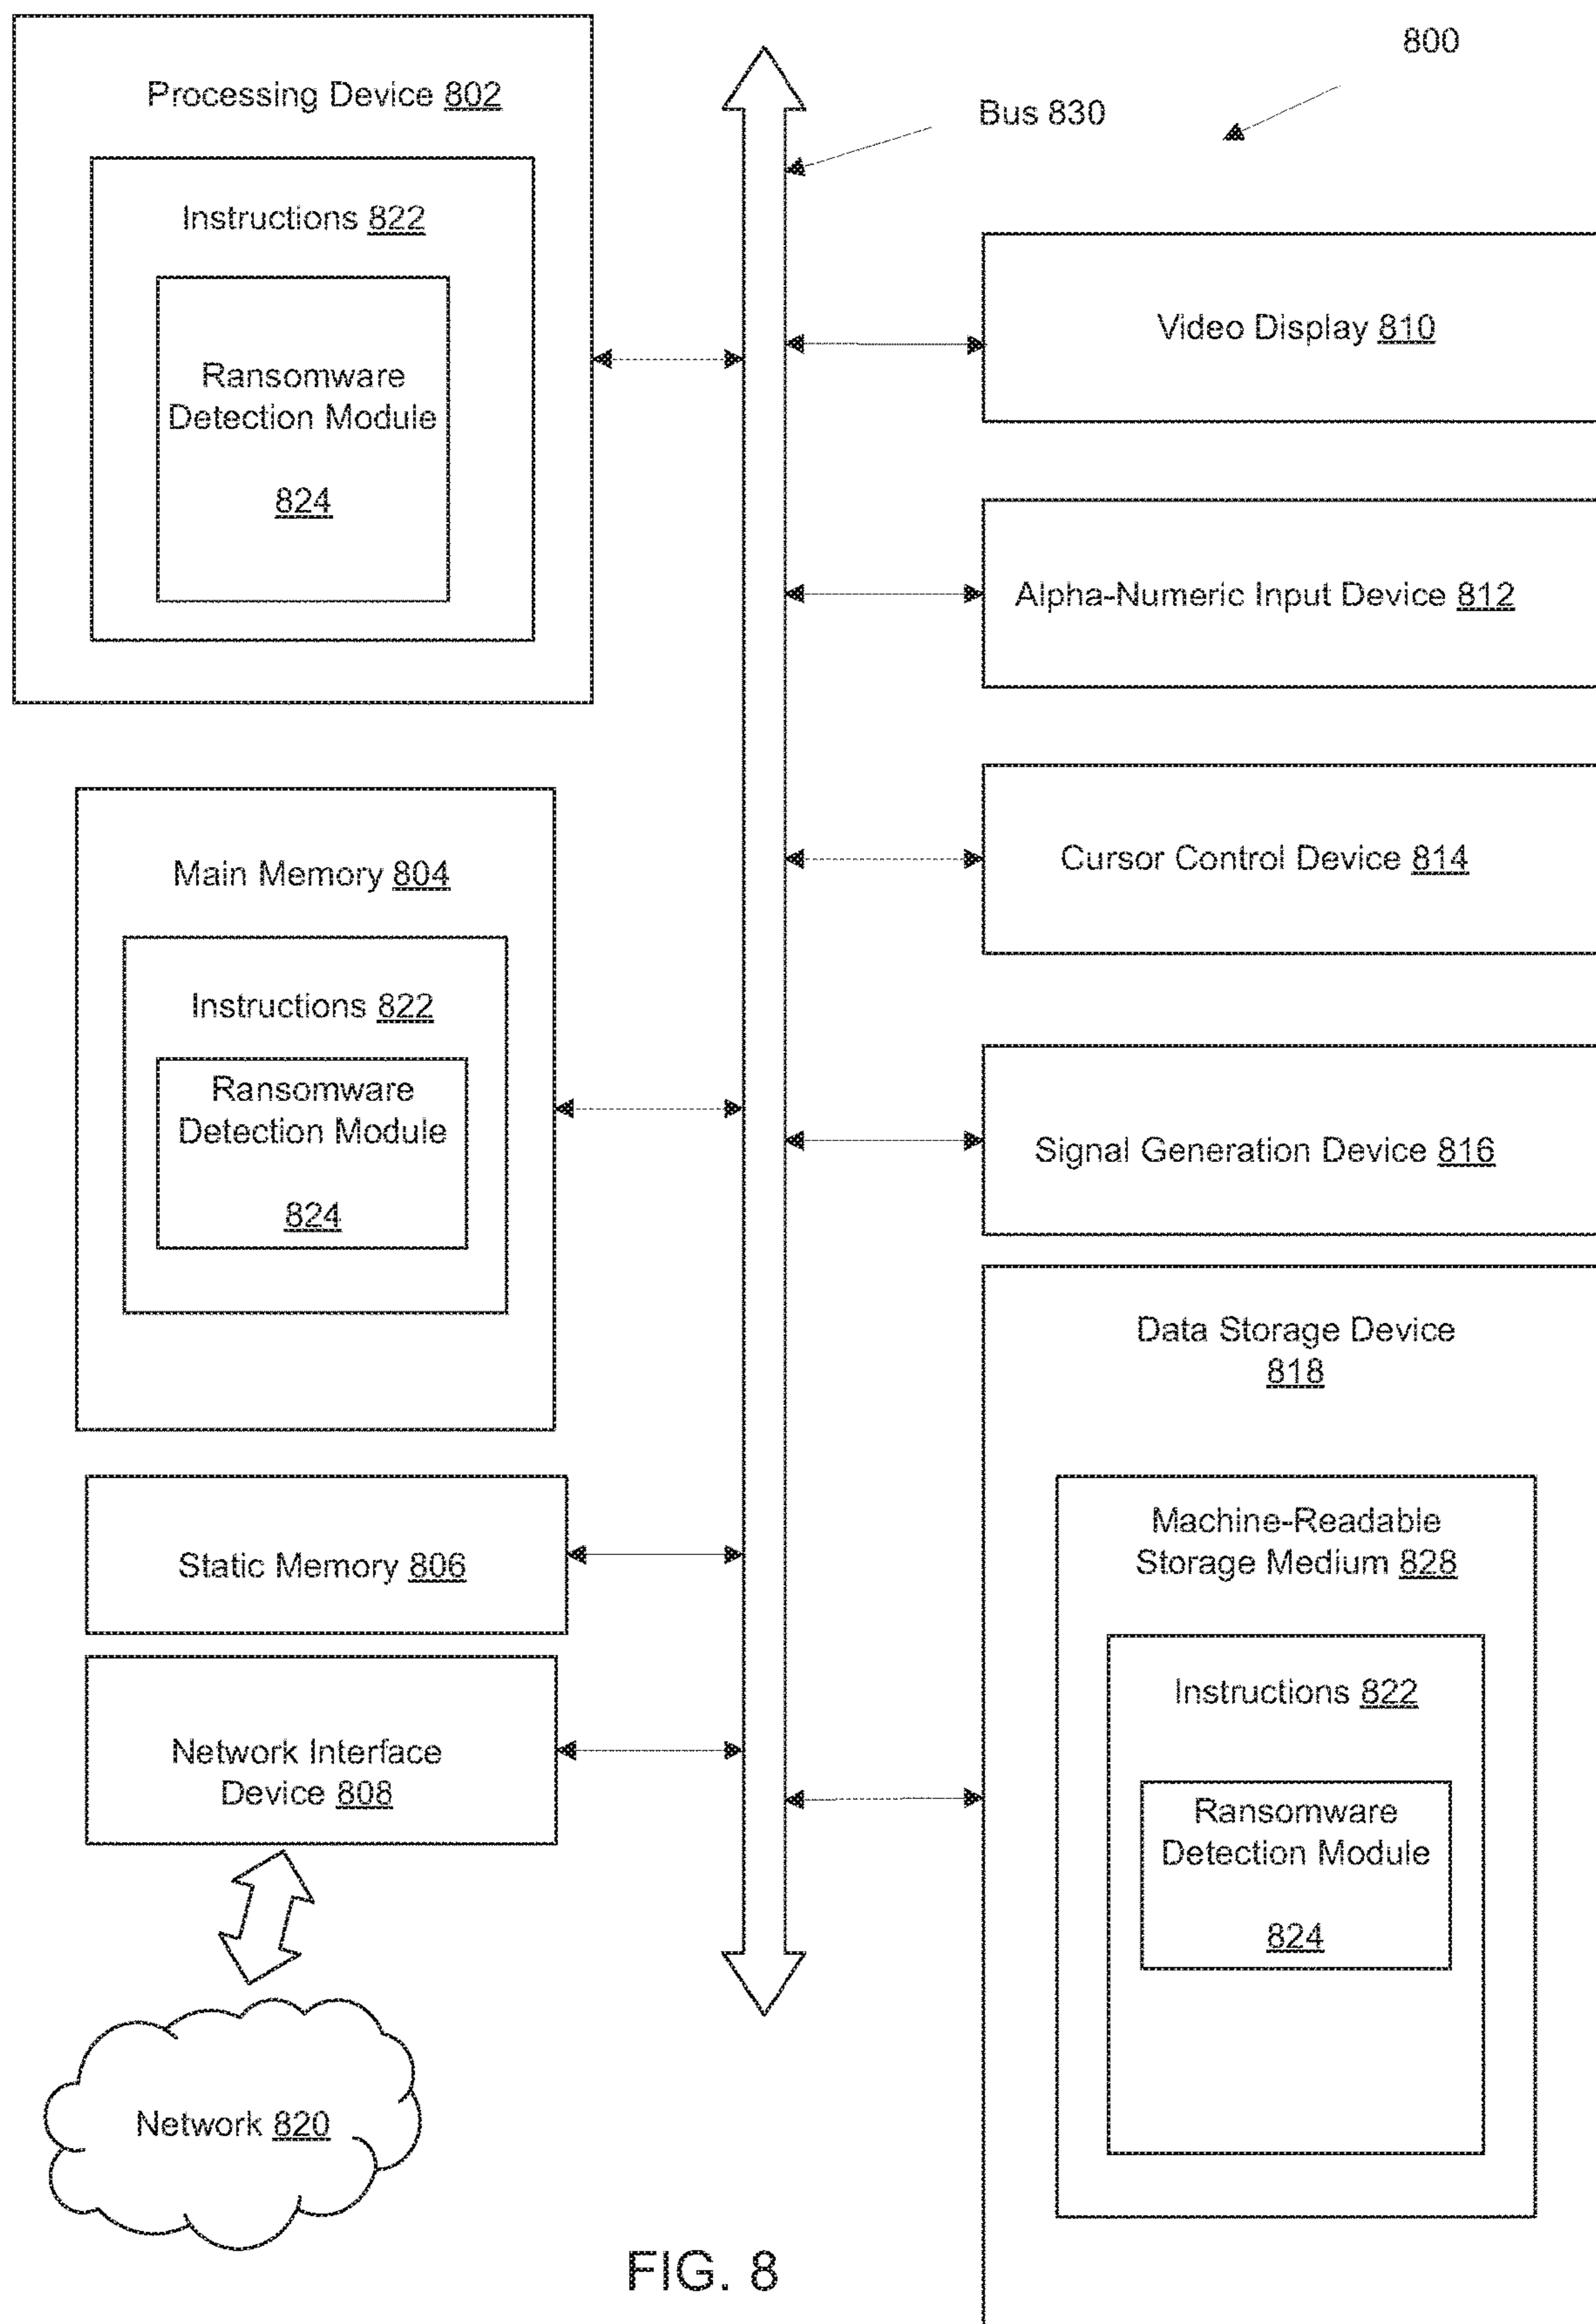 800
Bus 830
Processing Device 802
Instructions 822
Ransomware
Detection Module
824
Main Memory 804
Instructions 822
Ransomware
Detection Module
824
Static Memory 806
Network Interface
Device 808
Network 820
Video Display 810
Alpha-Numeric Input Device 812
Cursor Control Device 814
Signal Generation Device 816
Data Storage Device
818
Machine-Readable
Storage Medium 828
Instructions 822
Ransomware
Detection Module
824
FIG. 8